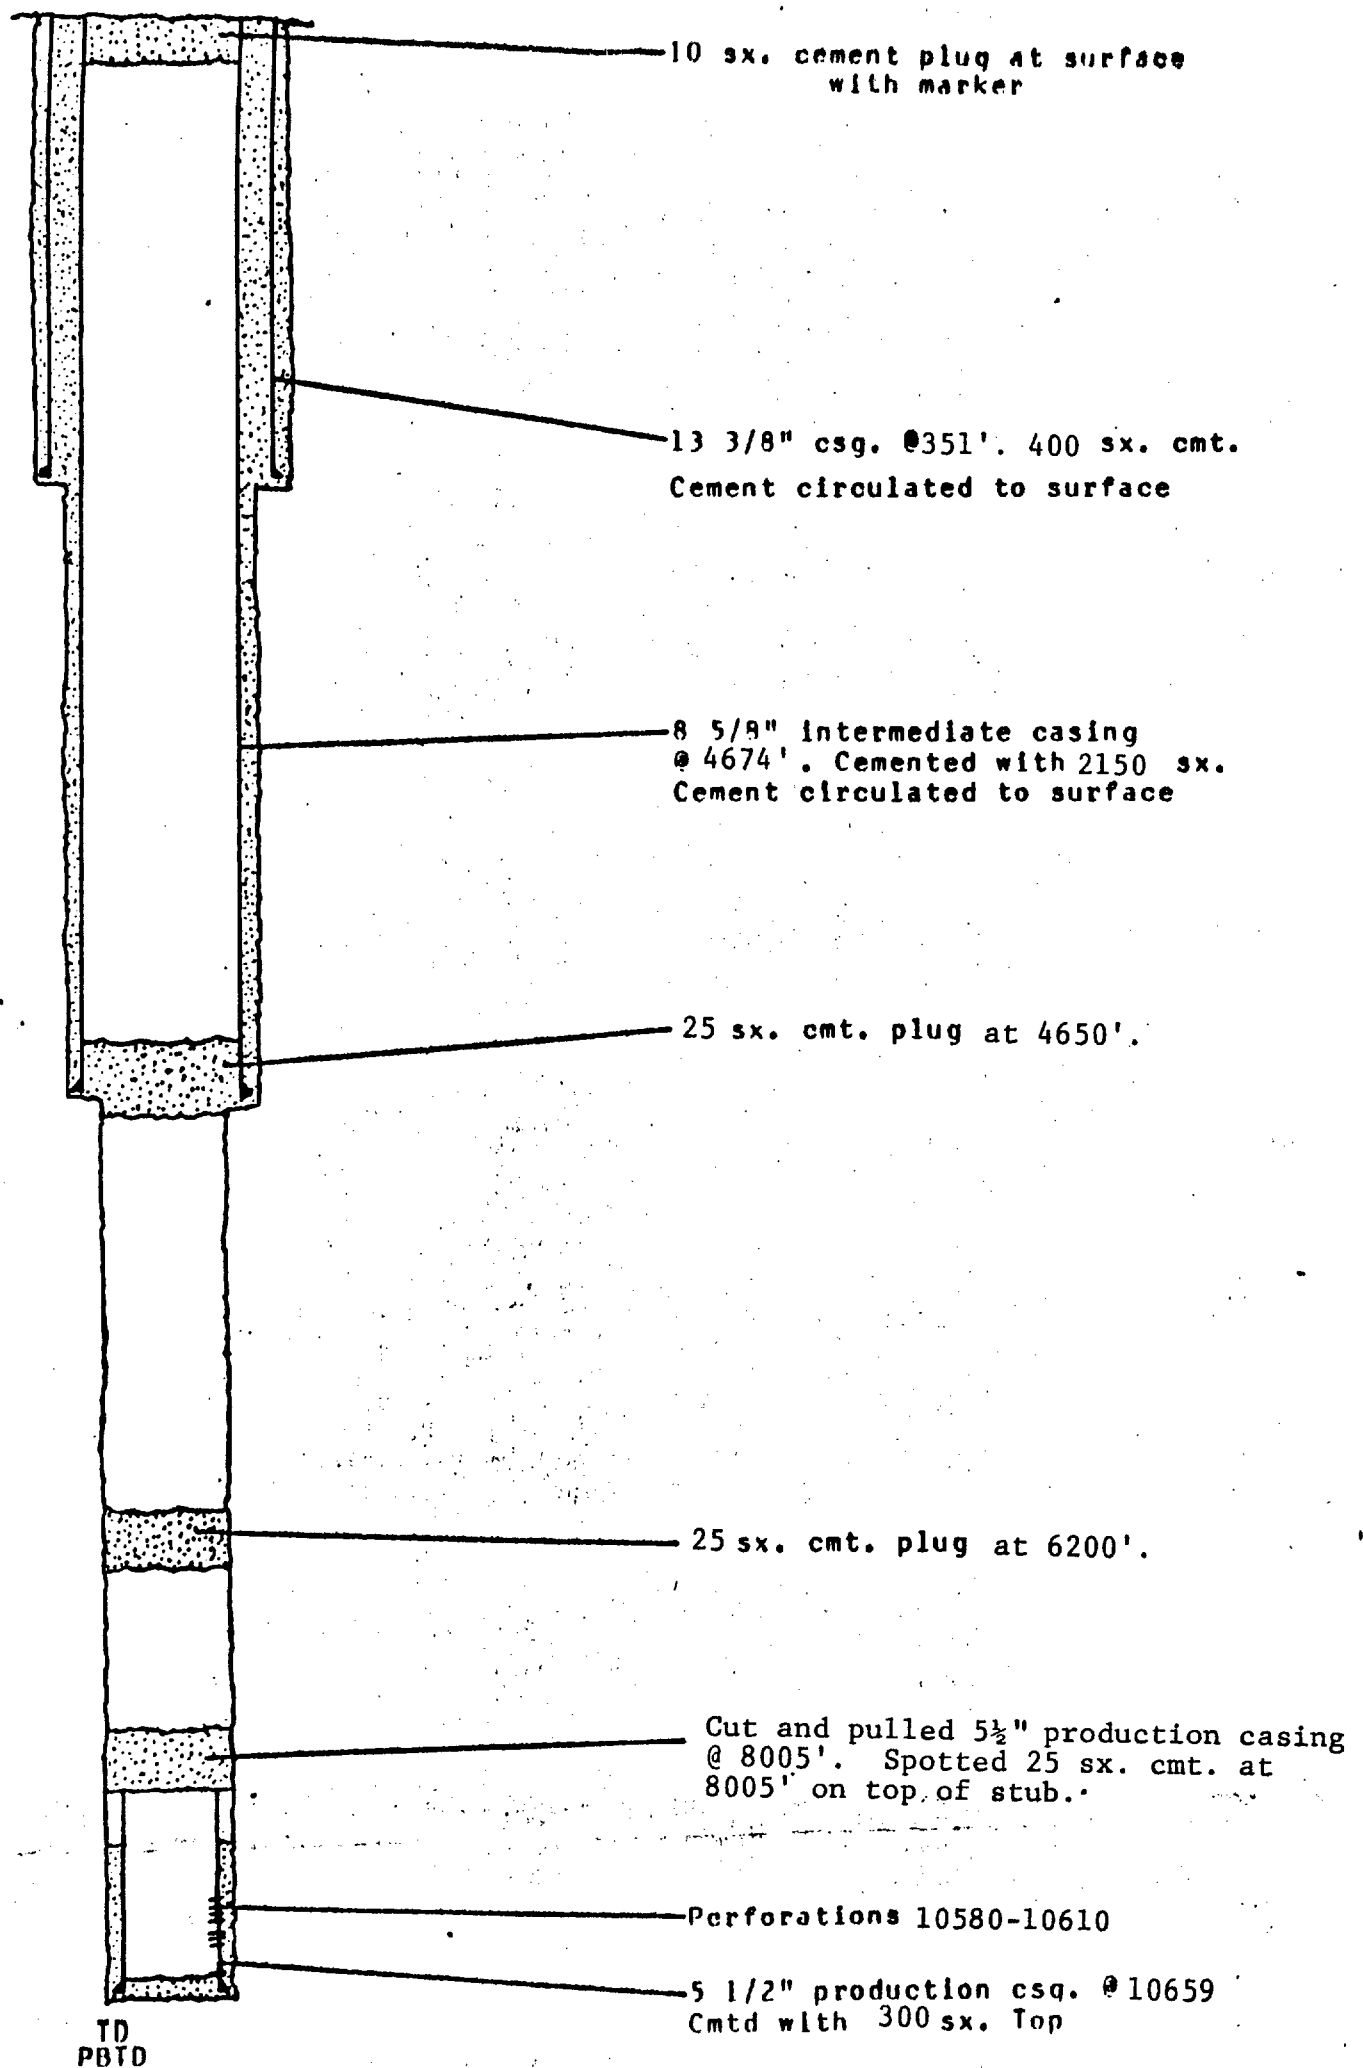 10 sx. cement plug at surface
with marker
13 3/8" csg. @351'. 400 sx. cmt.
Cement circulated to surface
8 5/8" intermediate casing
@ 4674'. Cemented with 2150 sx.
Cement circulated to surface
25 sx. cmt. plug at 4650'.
25 sx. cmt. plug at 6200'.
Cut and pulled 5½" production casing
@ 8005'. Spotted 25 sx. cmt. at
8005' on top of stub.
Perforations 10580-10610
5 1/2" production csg. @ 10659
Cmtd with 300 sx. Top
TD
PBTD